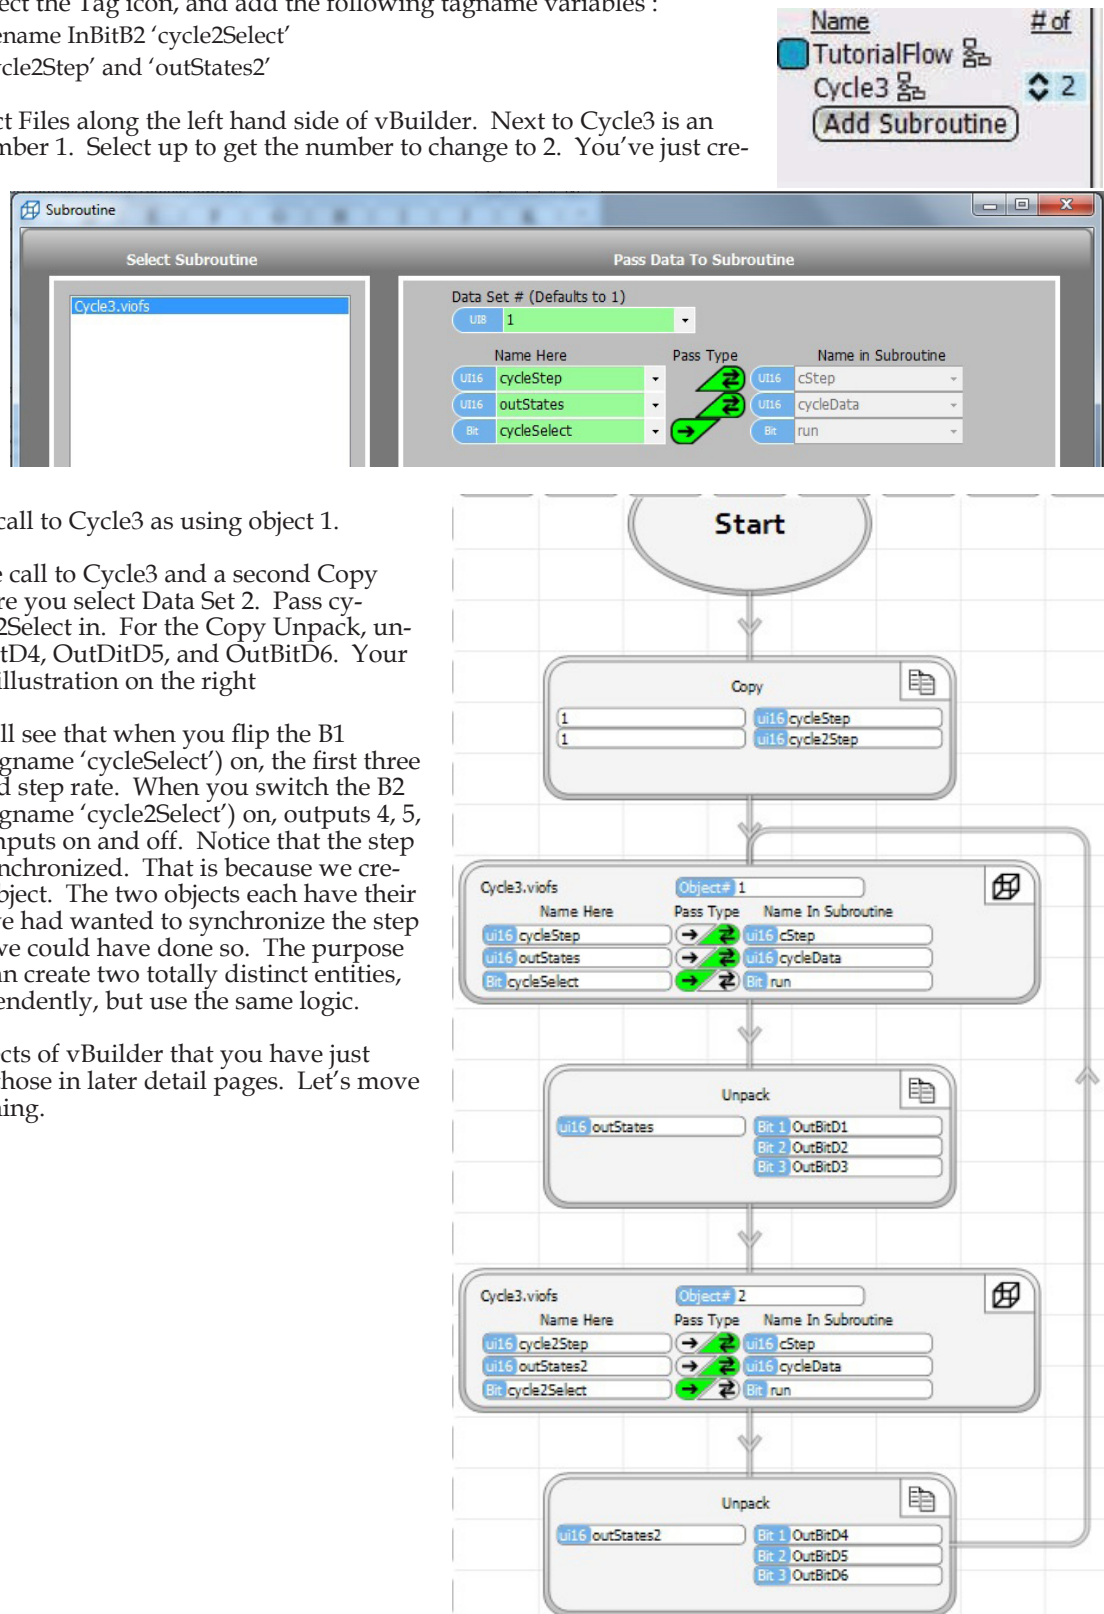 ect the Tag icon, and add the following tagname variables :
ename InBitB2 ‘cycle2Select’
ycle2Step’ and ‘outStates2’
ct Files along the left hand side of vBuilder. Next to Cycle3 is an
mber 1. Select up to get the number to change to 2. You’ve just cre-
Name # of
TutorialFlow
Cycle3 2
Add Subroutine
Subroutine
Select Subroutine
Pass Data To Subroutine
Cycle3.viofs
Data Set # (Defaults to 1)
UI8 1
Name Here Pass Type Name in Subroutine
UI16 cycleStep UI16 cStep
UI16 outStates UI16 cycleData
Bit cycleSelect Bit run
call to Cycle3 as using object 1.
e call to Cycle3 and a second Copy
re you select Data Set 2. Pass cy-
2Select in. For the Copy Unpack, un-
tD4, OutDitD5, and OutBitD6. Your
illustration on the right
ll see that when you flip the B1
gname ‘cycleSelect’) on, the first three
d step rate. When you switch the B2
gname ‘cycle2Select’) on, outputs 4, 5,
nputs on and off. Notice that the step
nchronized. That is because we cre-
bject. The two objects each have their
ve had wanted to synchronize the step
we could have done so. The purpose
an create two totally distinct entities,
endently, but use the same logic.
ects of vBuilder that you have just
those in later detail pages. Let’s move
ning.
Start
Copy
1 ui16 cycleStep
1 ui16 cycle2Step
Cycle3.viofs Object# 1
Name Here Pass Type Name In Subroutine
ui16 cycleStep ui16 cStep
ui16 outStates ui16 cycleData
Bit cycleSelect Bit run
Unpack
ui16 outStates Bit 1 OutBitD1
Bit 2 OutBitD2
Bit 3 OutBitD3
Cycle3.viofs Object# 2
Name Here Pass Type Name In Subroutine
ui16 cycle2Step ui16 cStep
ui16 outStates2 ui16 cycleData
Bit cycle2Select Bit run
Unpack
ui16 outStates2 Bit 1 OutBitD4
Bit 2 OutBitD5
Bit 3 OutBitD6